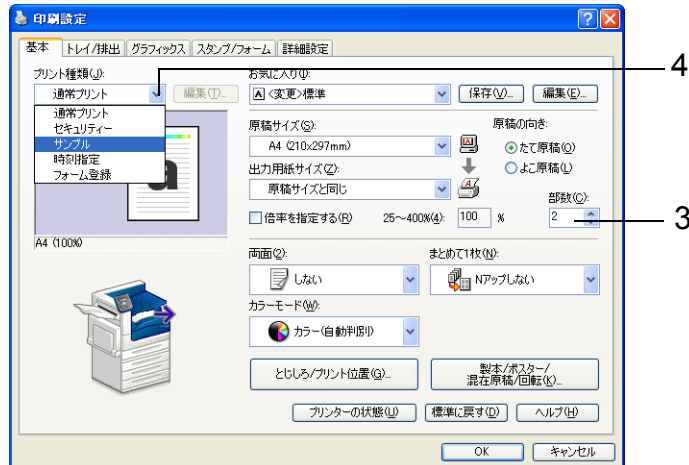 印刷設定
基本 トレイ/排出 グラフィックス スタンプ/フォーム 詳細設定
プリント種類(J):
通常プリント 編集(T)...
通常プリント
セキュリティー
サンプル
時刻指定
フォーム登録
a
A4 (100%)
お気に入り(I):
A <変更>標準 保存(V)... 編集(E)...
原稿サイズ(S):
A4 (210x297mm)
出力用紙サイズ(Z):
原稿サイズと同じ
原稿の向き:
たて原稿(O)
よこ原稿(L)
倍率を指定する(R) 25～400%(4): 100 %
部数(C):
2
両面(2):
しない
まとめて1枚(N):
Nアップしない
カラーモード(W):
カラー(自動判別)
とじしろ/プリント位置(G)...
製本/ポスター/
混在原稿/回転(K)...
プリンターの状態(U) 標準に戻す(D) ヘルプ(H)
OK キャンセル
4
3